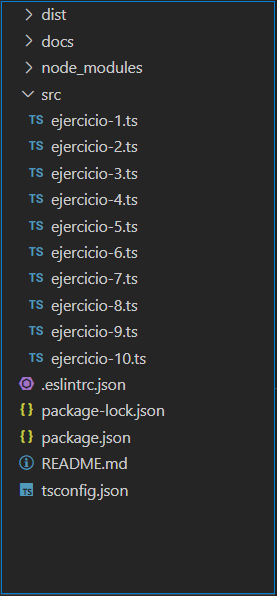 dist
docs
node_modules
src
TS ejercicio-1.ts
TS ejercicio-2.ts
TS ejercicio-3.ts
TS ejercicio-4.ts
TS ejercicio-5.ts
TS ejercicio-6.ts
TS ejercicio-7.ts
TS ejercicio-8.ts
TS ejercicio-9.ts
TS ejercicio-10.ts
.eslintrc.json
{} package-lock.json
{} package.json
README.md
TS tsconfig.json